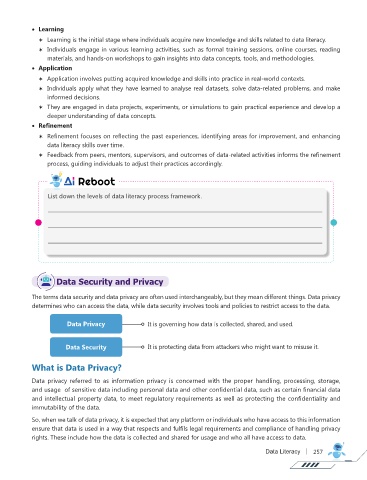 • Learning
✦ Learning is the initial stage where individuals acquire new knowledge and skills related to data literacy.
✦ Individuals engage in various learning activities, such as formal training sessions, online courses, reading
materials, and hands-on workshops to gain insights into data concepts, tools, and methodologies.
• Application
✦ Application involves putting acquired knowledge and skills into practice in real-world contexts.
✦ Individuals apply what they have learned to analyse real datasets, solve data-related problems, and make
informed decisions.
✦ They are engaged in data projects, experiments, or simulations to gain practical experience and develop a
deeper understanding of data concepts.
• Refinement
✦ Refinement focuses on reflecting the past experiences, identifying areas for improvement, and enhancing
data literacy skills over time.
✦ Feedback from peers, mentors, supervisors, and outcomes of data-related activities informs the refinement
process, guiding individuals to adjust their practices accordingly.
Ai Reboot
List down the levels of data literacy process framework.
Data Security and Privacy
The terms data security and data privacy are often used interchangeably, but they mean different things. Data privacy
determines who can access the data, while data security involves tools and policies to restrict access to the data.
Data Privacy It is governing how data is collected, shared, and used.
Data Security It is protecting data from attackers who might want to misuse it.
What is Data Privacy?
Data privacy referred to as information privacy is concerned with the proper handling, processing, storage,
and usage of sensitive data including personal data and other confidential data, such as certain financial data
and intellectual property data, to meet regulatory requirements as well as protecting the confidentiality and
immutability of the data.
So, when we talk of data privacy, it is expected that any platform or individuals who have access to this information
ensure that data is used in a way that respects and fulfils legal requirements and compliance of handling privacy
rights. These include how the data is collected and shared for usage and who all have access to data.
Data Literacy | 257